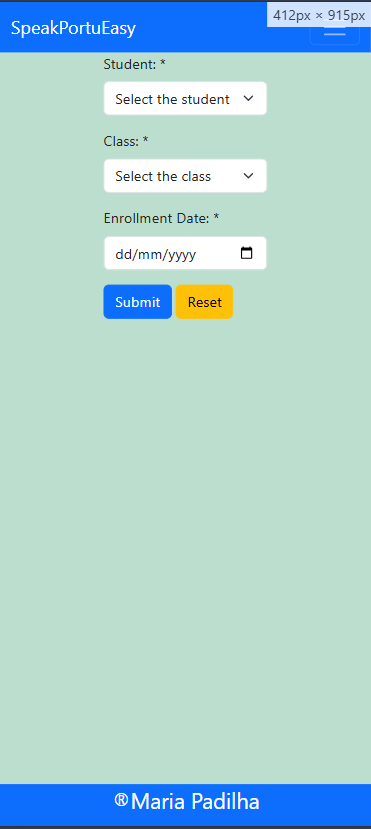 SpeakPortuEasy
412px × 915px
Student: *
Select the student
Class: *
Select the class
Enrollment Date: *
dd/mm/yyyy
Submit Reset
®Maria Padilha